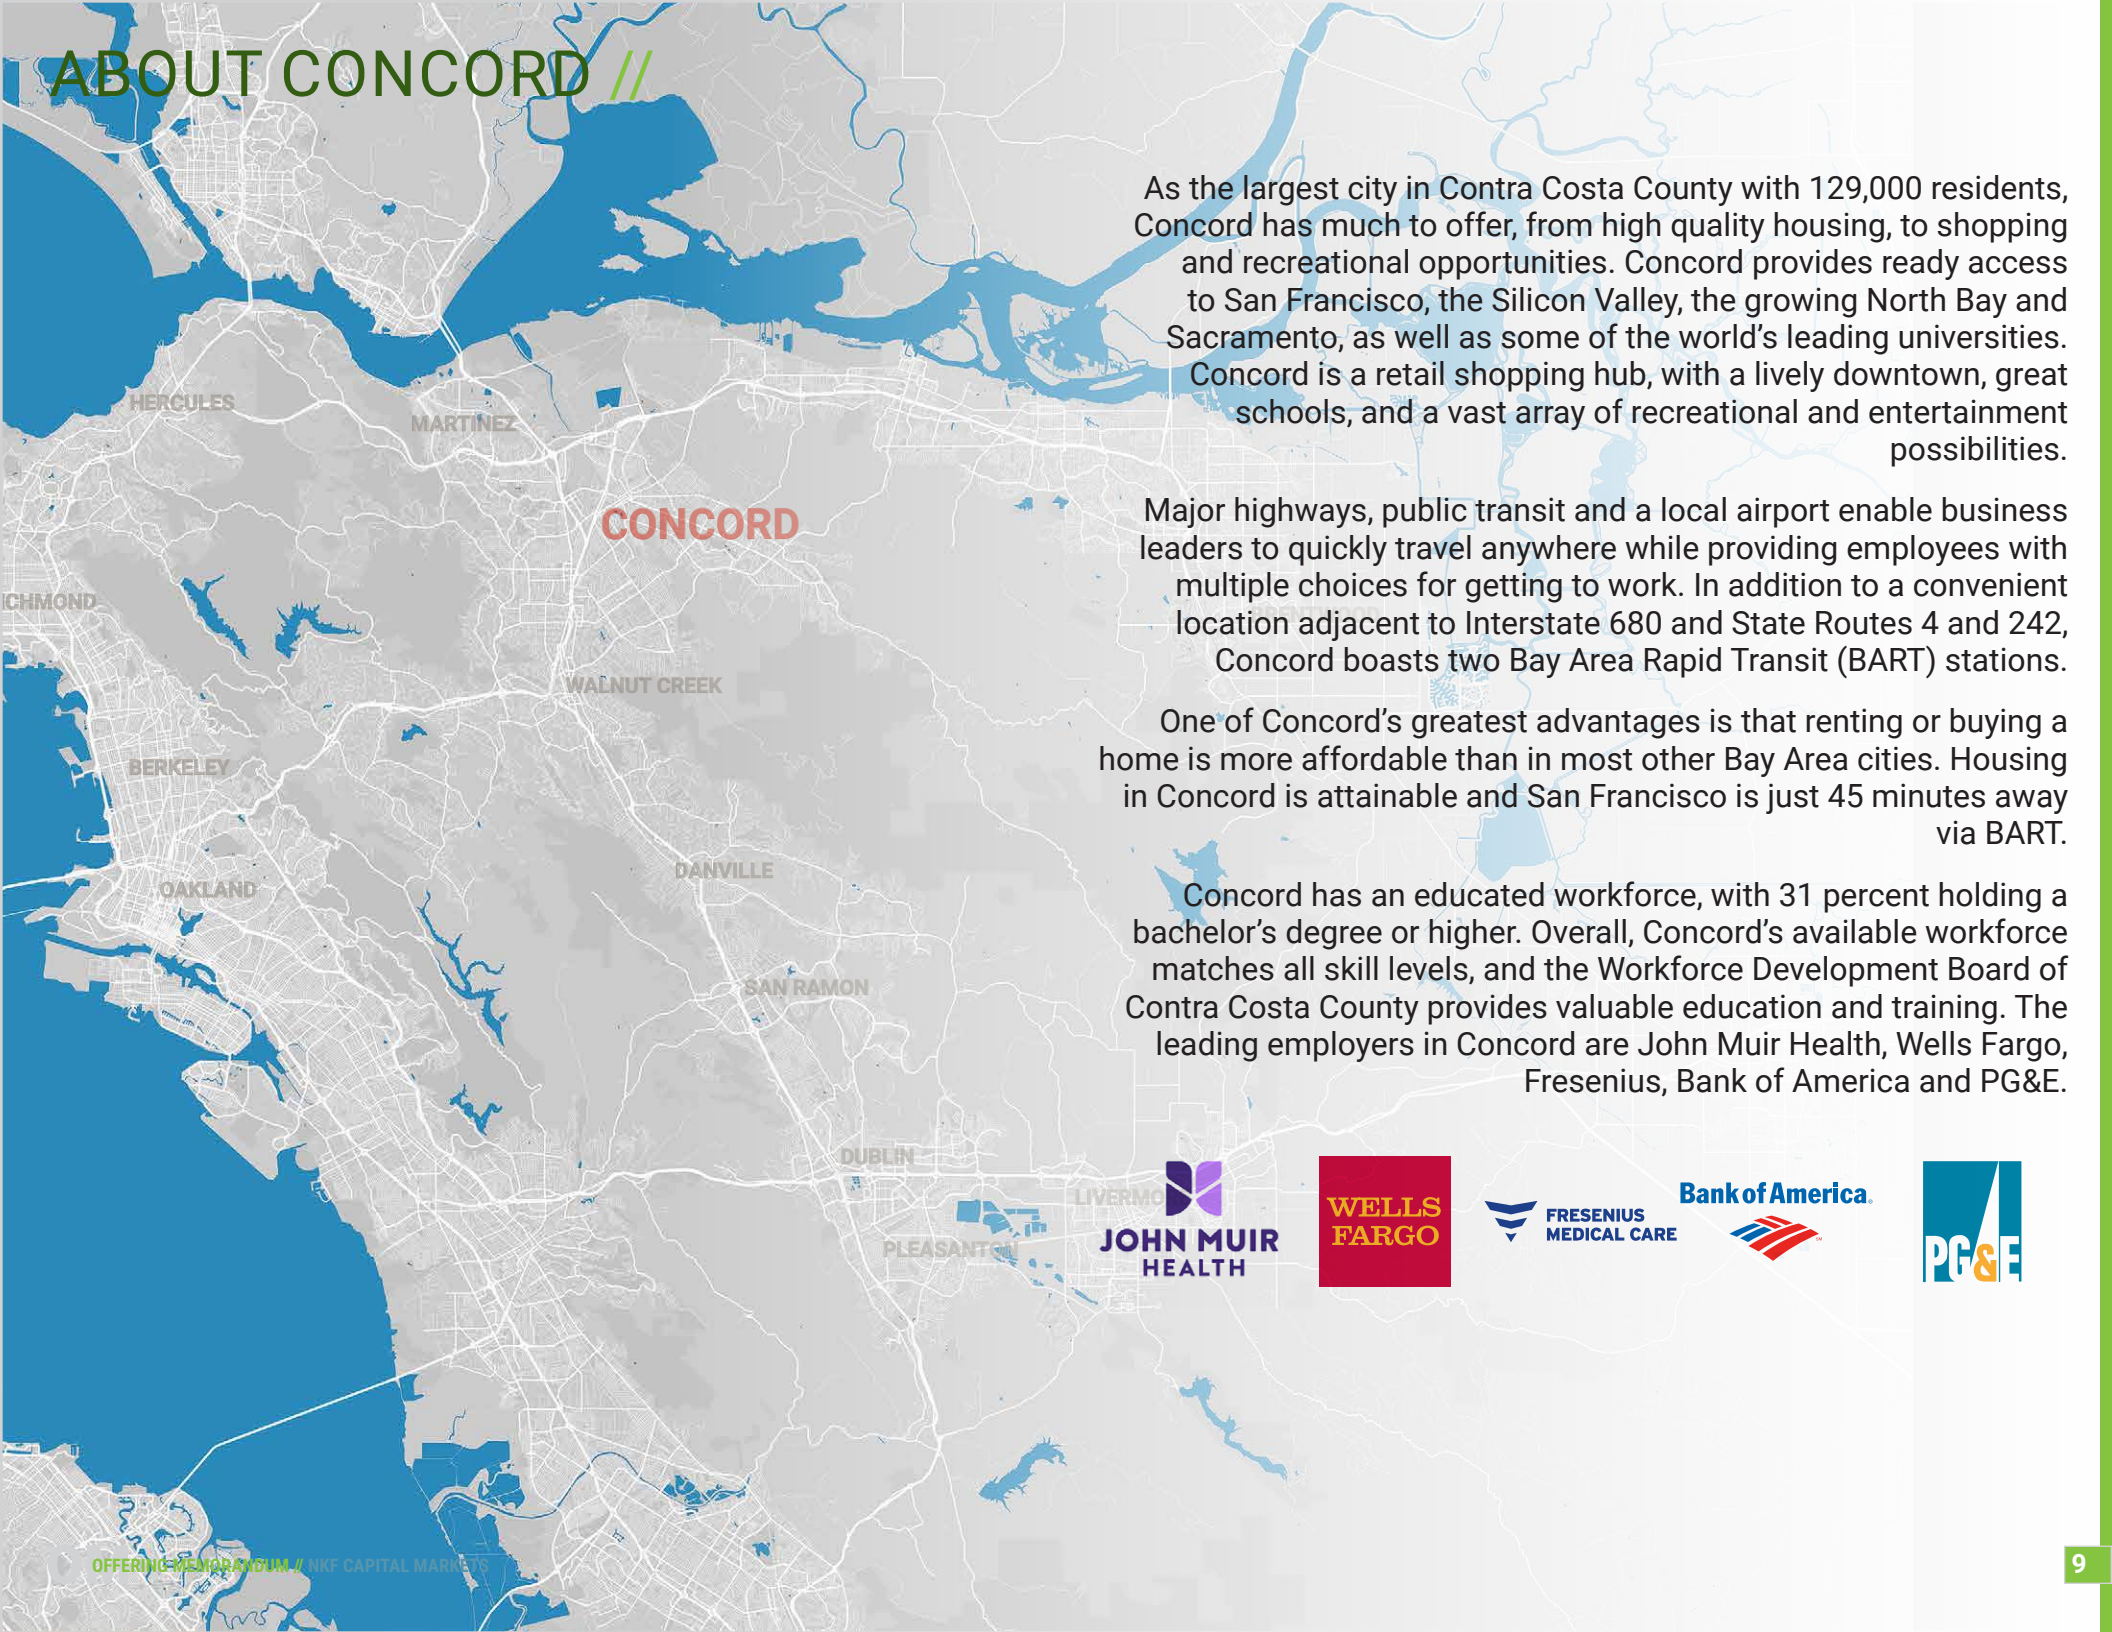 ABOUT CONCORD //
As the largest city in Contra Costa County with 129,000 residents,
Concord has much to offer, from high quality housing, to shopping
and recreational opportunities. Concord provides ready access
to San Francisco, the Silicon Valley, the growing North Bay and
Sacramento, as well as some of the world’s leading universities.
Concord is a retail shopping hub, with a lively downtown, great
schools, and a vast array of recreational and entertainment
possibilities.
Major highways, public transit and a local airport enable business
leaders to quickly travel anywhere while providing employees with
multiple choices for getting to work. In addition to a convenient
location adjacent to Interstate 680 and State Routes 4 and 242,
Concord boasts two Bay Area Rapid Transit (BART) stations.
One of Concord’s greatest advantages is that renting or buying a
home is more affordable than in most other Bay Area cities. Housing
in Concord is attainable and San Francisco is just 45 minutes away
via BART.
Concord has an educated workforce, with 31 percent holding a
bachelor’s degree or higher. Overall, Concord’s available workforce
matches all skill levels, and the Workforce Development Board of
Contra Costa County provides valuable education and training. The
leading employers in Concord are John Muir Health, Wells Fargo,
Fresenius, Bank of America and PG&E.
HERCULES
MARTINEZ
CONCORD
ICHMOND
BRENTWOOD
WALNUT CREEK
BERKELEY
DANVILLE
OAKLAND
SAN RAMON
DUBLIN
LIVERMO
PLEASANTON
JOHN MUIR
HEALTH
WELLS
FARGO
FRESENIUS
MEDICAL CARE
Bank of America
PG&E
OFFERING MEMORANDUM // NKF CAPITAL MARKETS
9